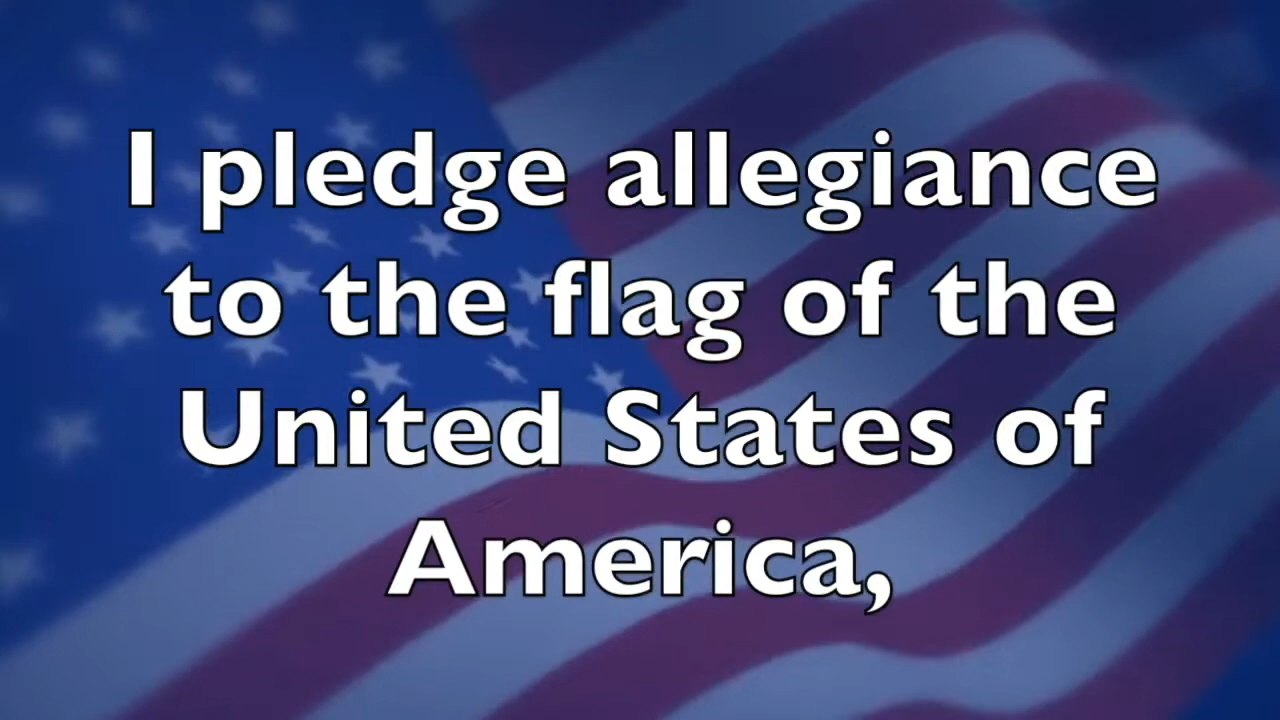 I pledge allegiance
to the flag of the
United States of
America,